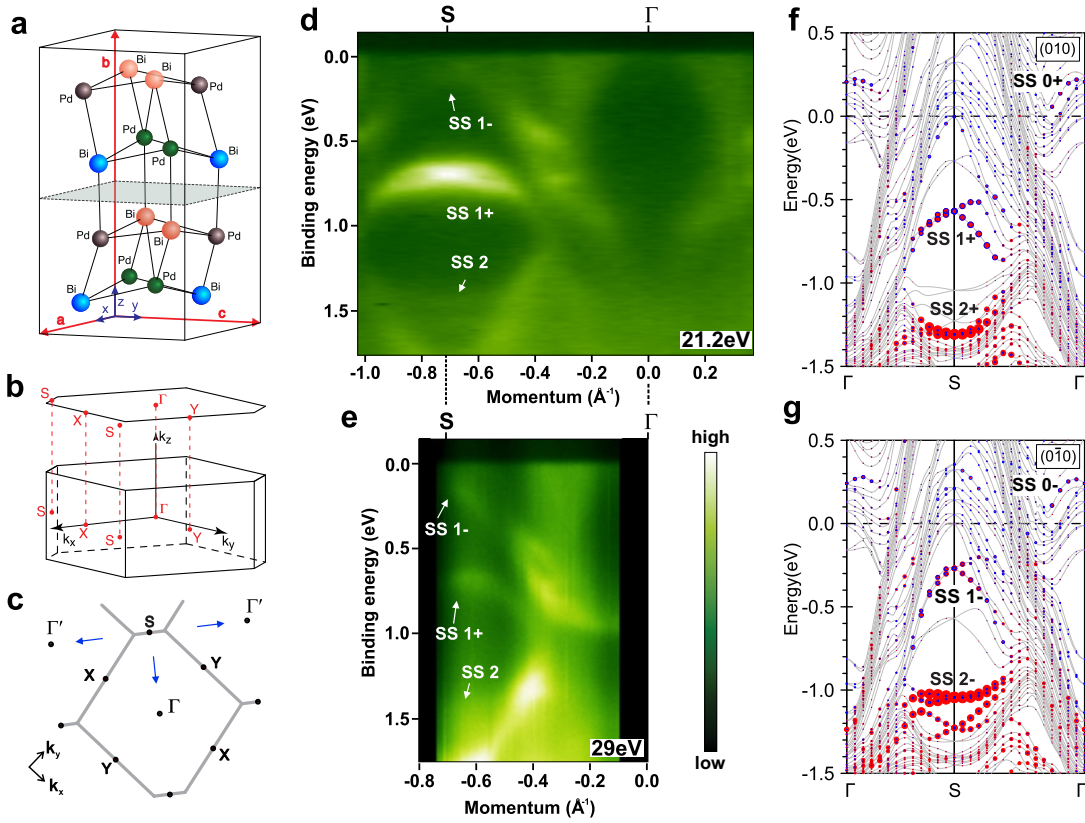 a
b
Bi
Bi
Pd
Pd
Pd
Pd
Bi
Bi
Bi
Bi
Pd
Pd
Pd
Pd
Bi
Bi
z
x
y
a
c
b
S
Γ
X
Y
S
kz
S
Γ
X
Y
S
kx
ky
c
S
Γ′
Γ′
X
Y
Γ
Y
X
ky
kx
d
S
Γ
Binding energy (eV)
0.0
0.5
1.0
1.5
SS 1-
SS 1+
SS 2
21.2eV
-1.0
-0.8
-0.6
-0.4
-0.2
0.0
0.2
Momentum (Å-1)
e
S
Γ
Binding energy (eV)
0.0
0.5
1.0
1.5
SS 1-
SS 1+
SS 2
29eV
-0.8
-0.6
-0.4
-0.2
0.0
Momentum (Å-1)
high
low
f
Energy(eV)
0.5
0.0
-0.5
-1.0
-1.5
(010)
SS 0+
SS 1+
SS 2+
Γ
S
Γ
g
Energy(eV)
0.5
0.0
-0.5
-1.0
-1.5
(01̄0)
SS 0-
SS 1-
SS 2-
Γ
S
Γ